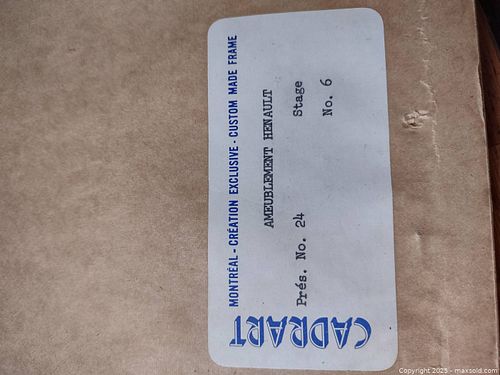 CADRART
MONTRÉAL - CRÉATION EXCLUSIVE - CUSTOM MADE FRAME
AMEUBLEMENT HENAULT
Prés. No. 24 Stage
No. 6
Copyright 2025 - maxsold.com